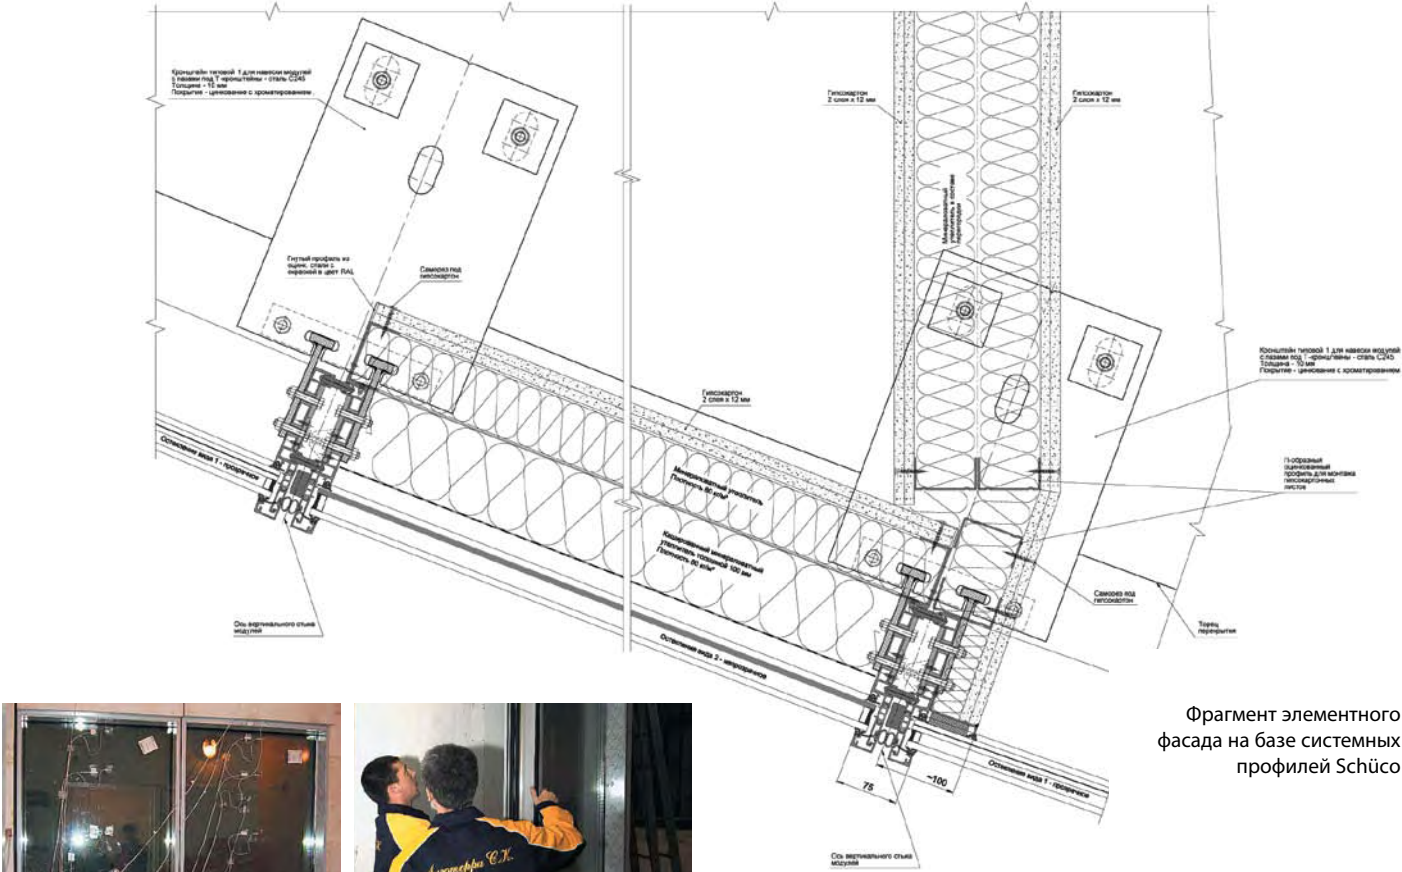 Кронштейн типовой 1 для навески модулей
с пазами под Т-кронштейны - сталь С245
Толщина - 10 мм
Покрытие - цинкование с хроматированием.
Гнутый профиль из
оцинк. стали с
окраской в цвет RAL
Саморез под
гипсокартон
Гипсокартон
2 слоя х 12 мм
Гипсокартон
2 слоя х 12 мм
Минераловатный
утеплитель в составе
перегородки
Гипсокартон
2 слоя х 12 мм
Кронштейн типовой 1 для навески модулей
с пазами под Т-кронштейны - сталь С245
Толщина - 10 мм
Покрытие - цинкование с хроматированием
П-образный
оцинкованный
профиль для монтажа
гипсокартонных
листов
Минераловатный утеплитель
Плотность 80 кг/м³
Кашированный минераловатный
утеплитель толщиной 100 мм
Плотность 80 кг/м³
Остекление вида 1 - прозрачное
Остекление вида 2 - непрозрачное
Остекление вида 1 - прозрачное
Саморез под
гипсокартон
Торец
перекрытия
Ось вертикального стыка
модулей
75
~100
Ось вертикального стыка
модулей
Фрагмент элементного
фасада на базе системных
профилей Schüco
С.К.